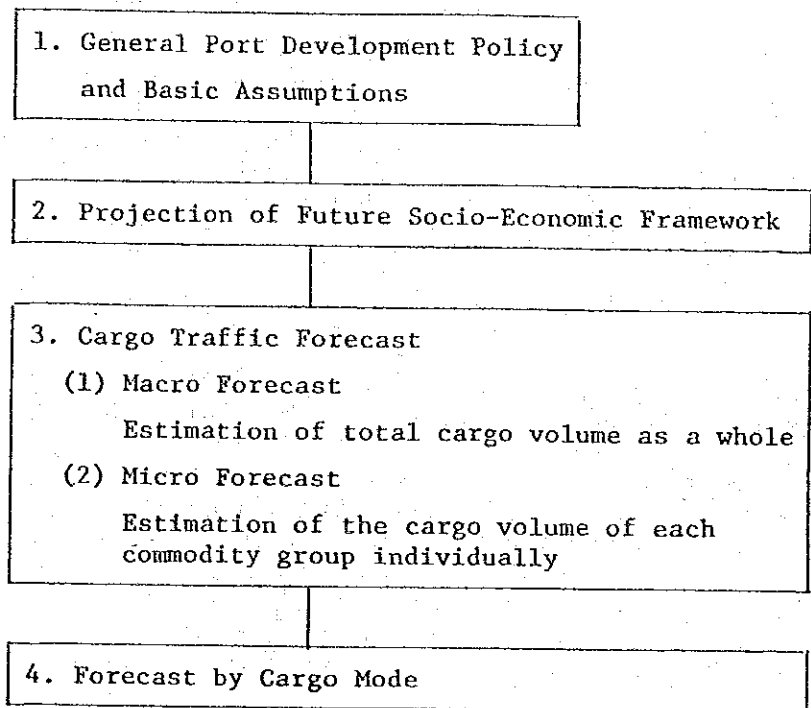 1. General Port Development Policy
and Basic Assumptions
2. Projection of Future Socio-Economic Framework
3. Cargo Traffic Forecast
(1) Macro Forecast
Estimation of total cargo volume as a whole
(2) Micro Forecast
Estimation of the cargo volume of each
commodity group individually
4. Forecast by Cargo Mode